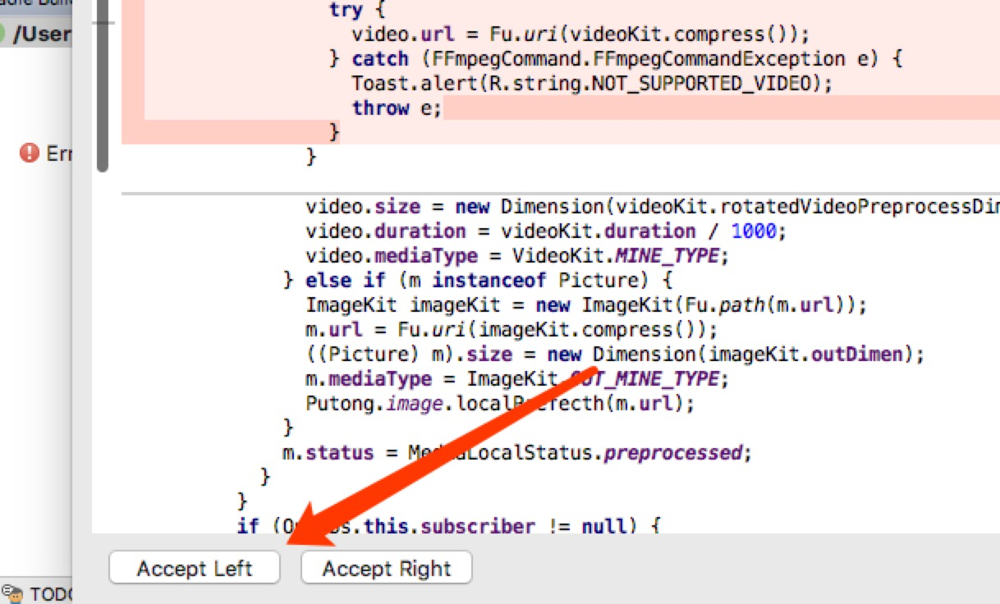 /User
try {
video.url = Fu.uri(videoKit.compress());
} catch (FFmpegCommand.FFmpegCommandException e) {
Toast.alert(R.string.NOT_SUPPORTED_VIDEO);
throw e;
}
Err
}
video.size = new Dimension(videoKit.rotatedVideoPreprocessDim
video.duration = videoKit.duration / 1000;
video.mediaType = VideoKit.MINE_TYPE;
} else if (m instanceof Picture) {
ImageKit imageKit = new ImageKit(Fu.path(m.url));
m.url = Fu.uri(imageKit.compress());
((Picture) m).size = new Dimension(imageKit.outDimen);
m.mediaType = ImageKit.OUT_MINE_TYPE;
Putong.image.localPrefecth(m.url);
}
m.status = MediaLocalStatus.preprocessed;
}
}
if ( .this.subscriber != null) {
Accept Left Accept Right
TODO